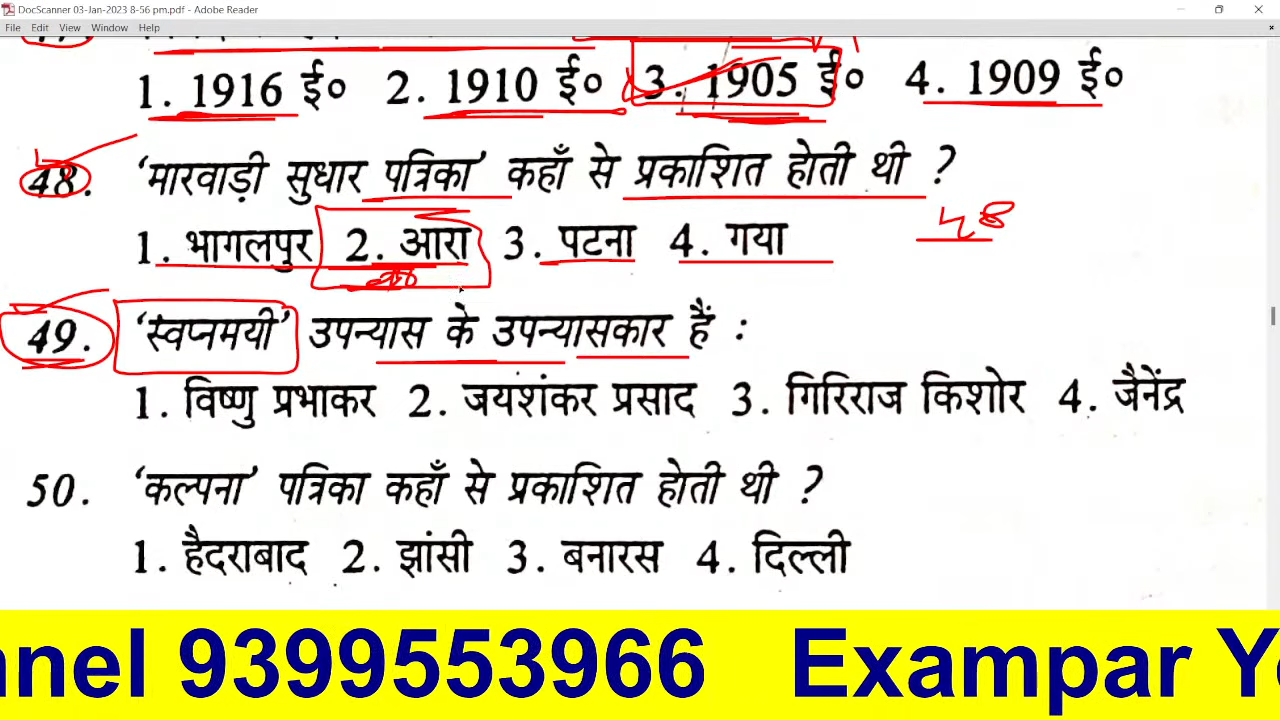 DocScanner 03-Jan-2023 8-56 pm.pdf - Adobe Reader
File Edit View Window Help
1. 1916 ई० 2. 1910 ई० 3. 1905 ई० 4. 1909 ई०
48. ‘मारवाड़ी सुधार पत्रिका’ कहाँ से प्रकाशित होती थी ?
48
1. भागलपुर 2. आरा 3. पटना 4. गया
49. ‘स्वप्नमयी’ उपन्यास के उपन्यासकार हैं :
1. विष्णु प्रभाकर 2. जयशंकर प्रसाद 3. गिरिराज किशोर 4. जैनेंद्र
50. ‘कल्पना’ पत्रिका कहाँ से प्रकाशित होती थी ?
1. हैदराबाद 2. झांसी 3. बनारस 4. दिल्ली
9399553966 Exampar